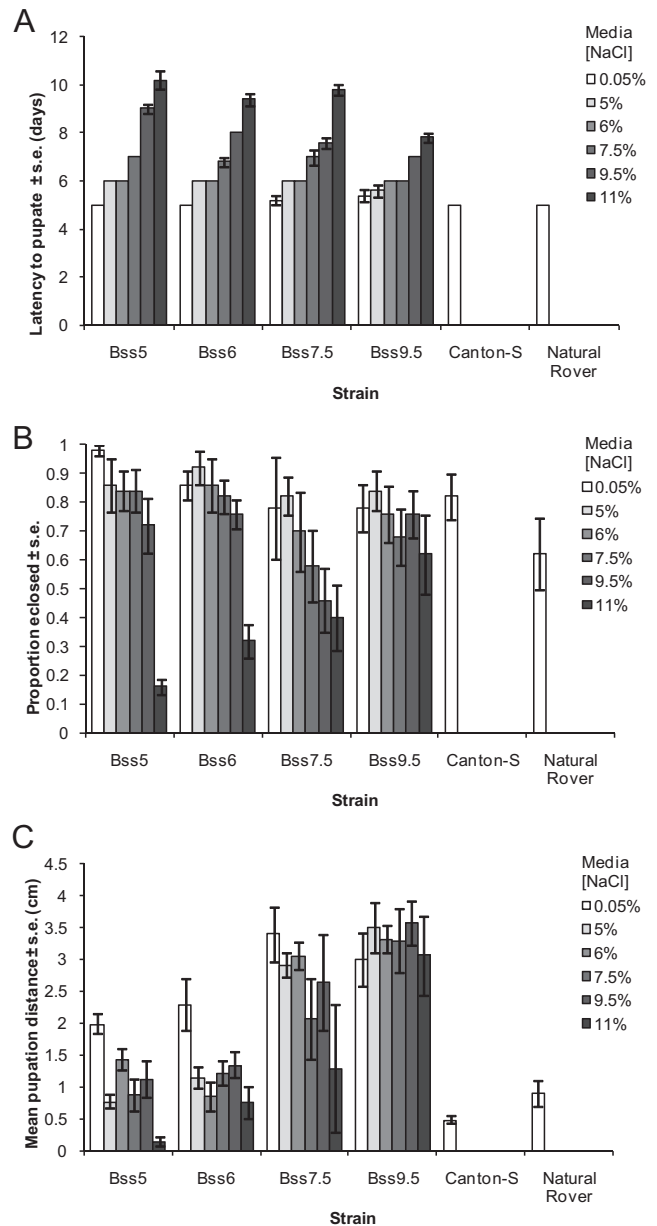 A
Latency to pupate ± s.e. (days)
12
10
8
6
4
2
0
Bss5 Bss6 Bss7.5 Bss9.5 Canton-S Natural
Rover
Strain
Media
[NaCl]
0.05%
5%
6%
7.5%
9.5%
11%
B
Proportion eclosed ± s.e.
1
0.9
0.8
0.7
0.6
0.5
0.4
0.3
0.2
0.1
0
Bss5 Bss6 Bss7.5 Bss9.5 Canton-S Natural
Rover
Strain
Media
[NaCl]
0.05%
5%
6%
7.5%
9.5%
11%
C
Mean pupation distance ± s.e. (cm)
4.5
4
3.5
3
2.5
2
1.5
1
0.5
0
Bss5 Bss6 Bss7.5 Bss9.5 Canton-S Natural
Rover
Strain
Media
[NaCl]
0.05%
5%
6%
7.5%
9.5%
11%